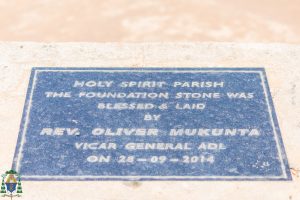 HOLY SPIRIT PARISH
THE FOUNDATION STONE WAS
BLESSED & LAID
BY
REV. OLIVER MUKUNTA
VICAR GENERAL ADL
ON 28-09-2014